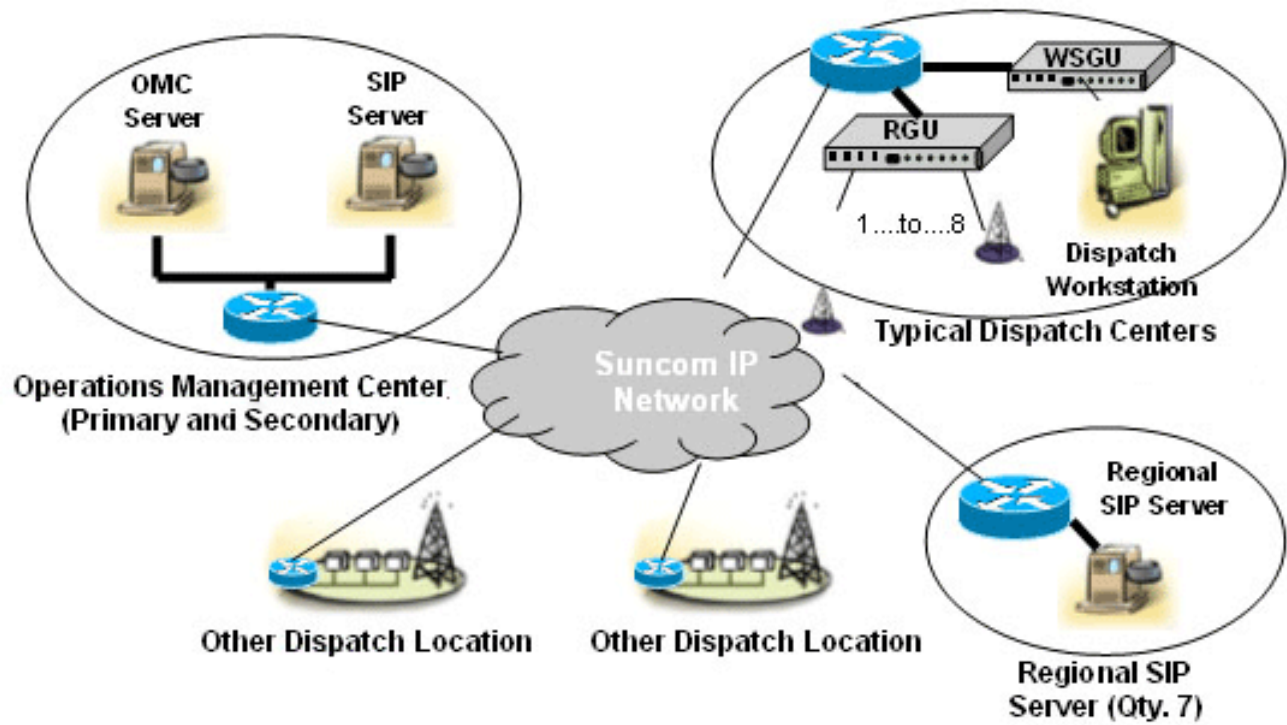 OMC
Server
SIP
Server
Operations Management Center
(Primary and Secondary)
WSGU
RGU
1....to....8
Dispatch
Workstation
Typical Dispatch Centers
Suncom IP
Network
Regional
SIP Server
Regional SIP
Server (Qty. 7)
Other Dispatch Location
Other Dispatch Location